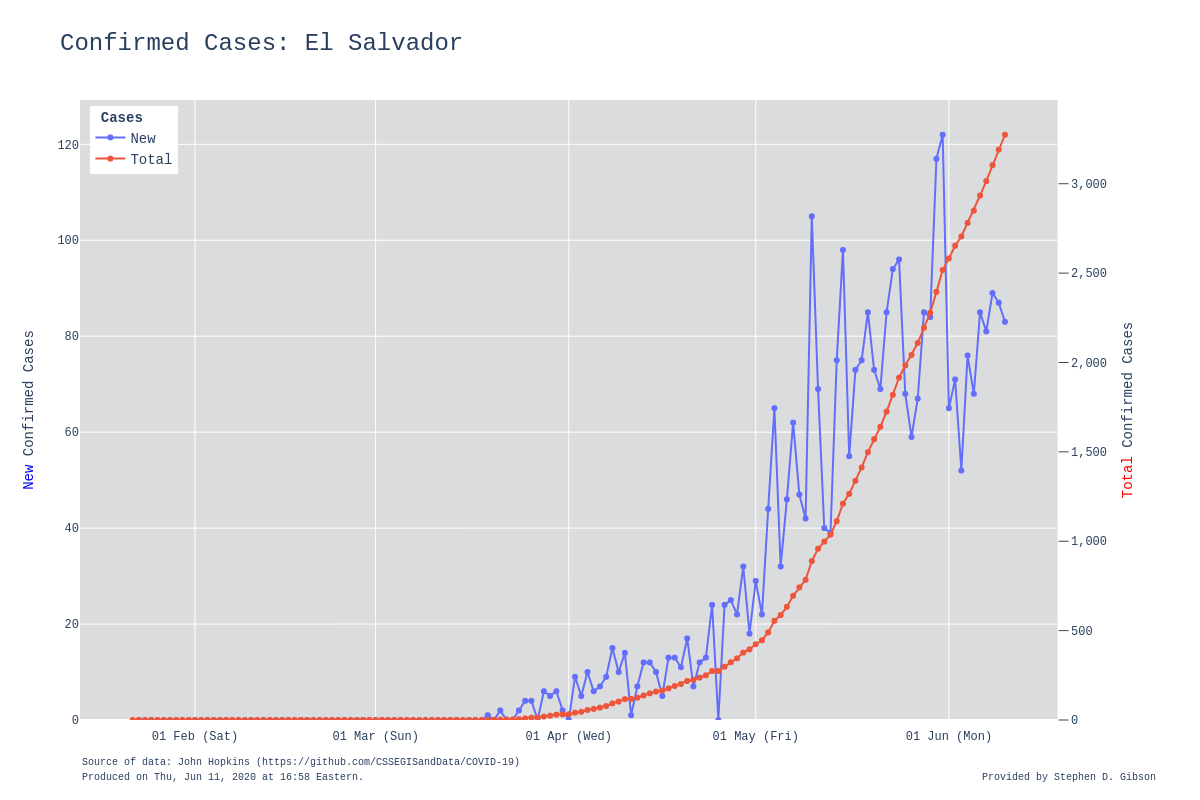 Confirmed Cases: El Salvador
Cases
New
Total
120
100
80
60
40
20
0
3,000
2,500
2,000
1,500
1,000
500
0
New Confirmed Cases
Total Confirmed Cases
01 Feb (Sat)
01 Mar (Sun)
01 Apr (Wed)
01 May (Fri)
01 Jun (Mon)
Source of data: John Hopkins (https://github.com/CSSEGISandData/COVID-19)
Produced on Thu, Jun 11, 2020 at 16:58 Eastern.
Provided by Stephen D. Gibson